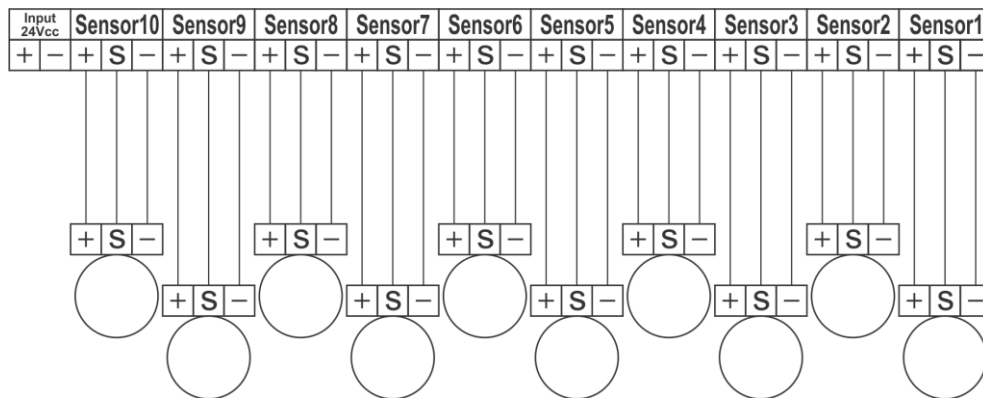 Input 24Vcc Sensor10 Sensor9 Sensor8 Sensor7 Sensor6 Sensor5 Sensor4 Sensor3 Sensor2 Sensor1
+ − + S − + S − + S − + S − + S − + S − + S − + S − + S − + S −
+ S − + S − + S − + S − + S −
+ S − + S − + S − + S − + S −